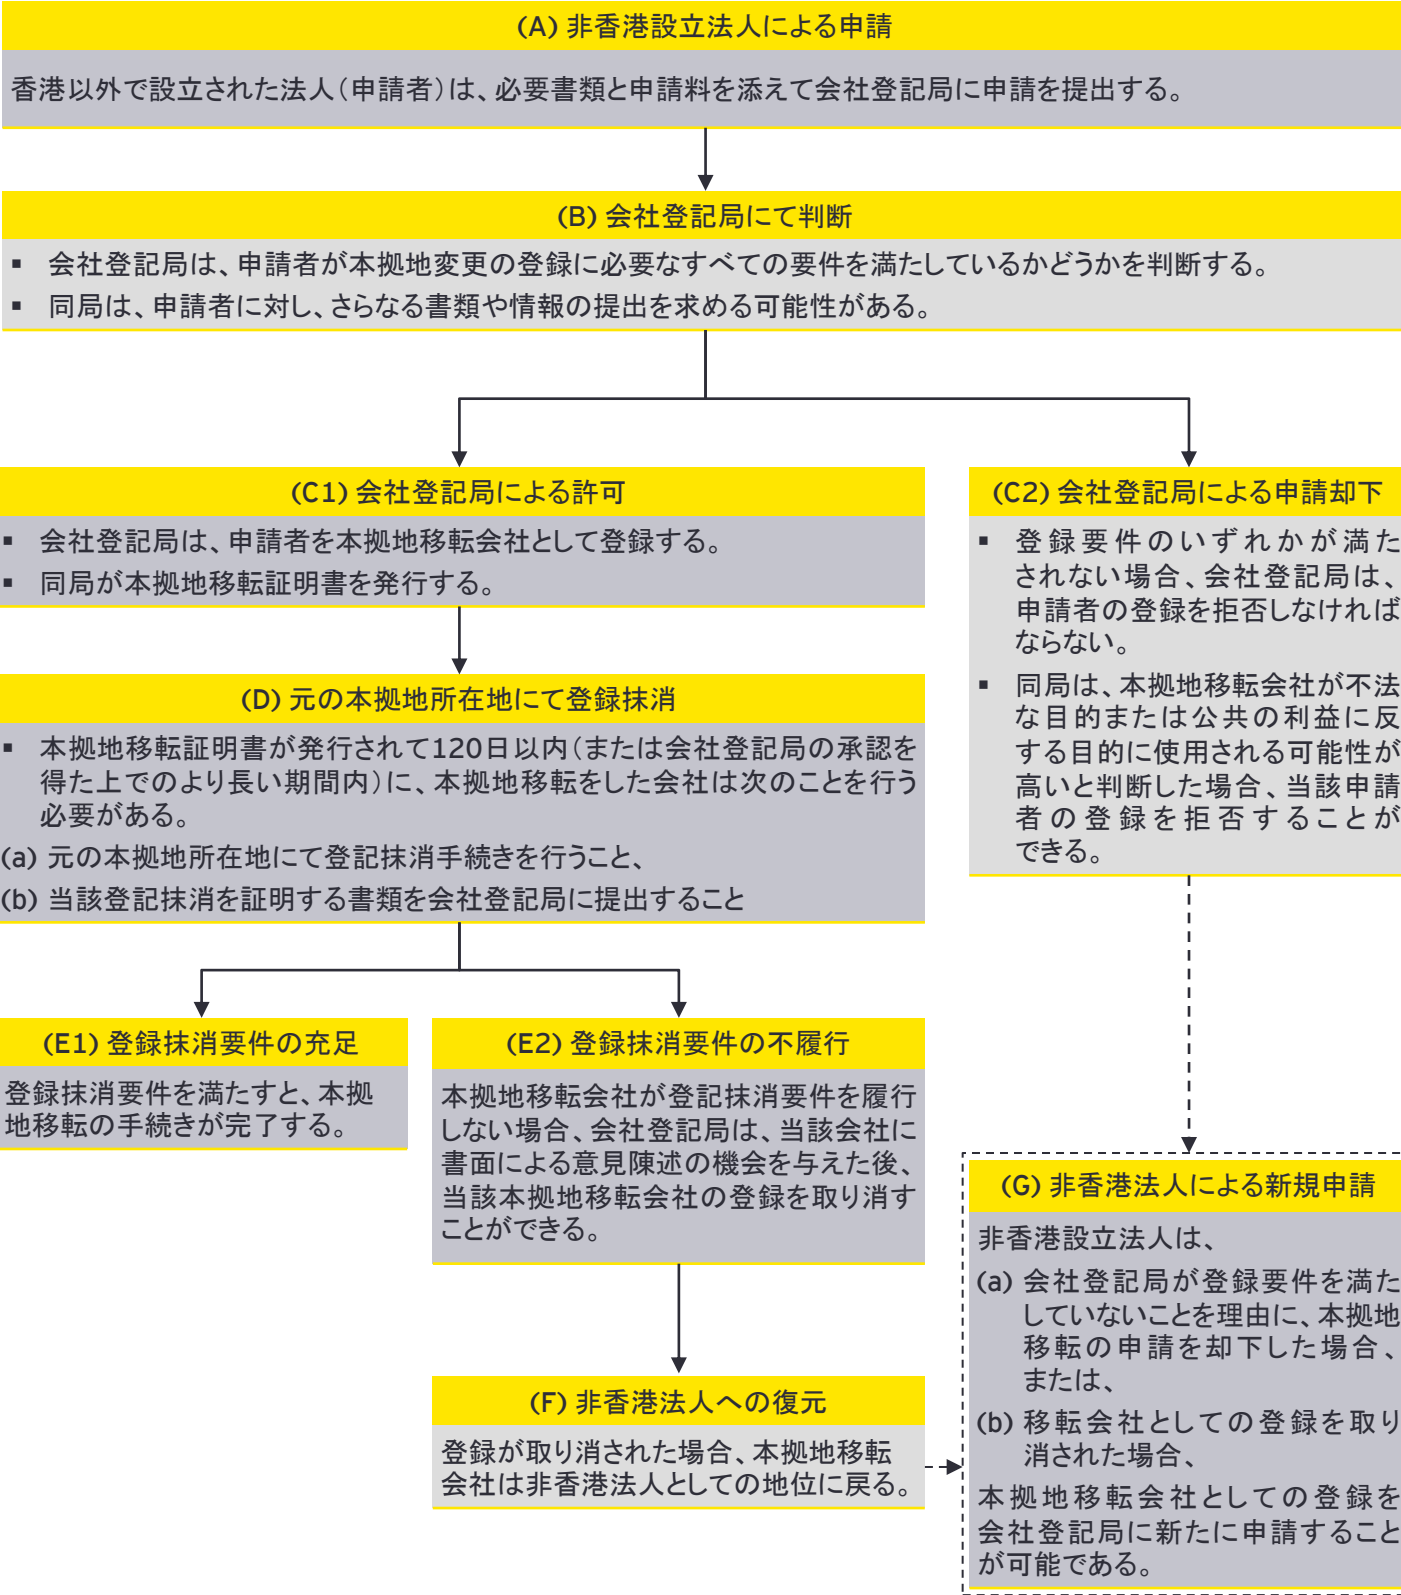 (A) 非香港設立法人による申請
香港以外で設立された法人(申請者)は、必要書類と申請料を添えて会社登記局に申請を提出する。
(B) 会社登記局にて判断
▪ 会社登記局は、申請者が本拠地変更の登録に必要なすべての要件を満たしているかどうかを判断する。
▪ 同局は、申請者に対し、さらなる書類や情報の提出を求める可能性がある。
(C1) 会社登記局による許可
▪ 会社登記局は、申請者を本拠地移転会社として登録する。
▪ 同局が本拠地移転証明書を発行する。
(C2) 会社登記局による申請却下
▪ 登録要件のいずれかが満た
されない場合、会社登記局は、
申請者の登録を拒否しなければ
ならない。
▪ 同局は、本拠地移転会社が不法
な目的または公共の利益に反
する目的に使用される可能性が
高いと判断した場合、当該申請
者の登録を拒否することが
できる。
(D) 元の本拠地所在地にて登録抹消
▪ 本拠地移転証明書が発行されて120日以内(または会社登記局の承認を
得た上でのより長い期間内)に、本拠地移転をした会社は次のことを行う
必要がある。
(a) 元の本拠地所在地にて登記抹消手続きを行うこと、
(b) 当該登記抹消を証明する書類を会社登記局に提出すること
(E1) 登録抹消要件の充足
登録抹消要件を満たすと、本拠
地移転の手続きが完了する。
(E2) 登録抹消要件の不履行
本拠地移転会社が登記抹消要件を履行
しない場合、会社登記局は、当該会社に
書面による意見陳述の機会を与えた後、
当該本拠地移転会社の登録を取り消す
ことができる。
(F) 非香港法人への復元
登録が取り消された場合、本拠地移転
会社は非香港法人としての地位に戻る。
(G) 非香港法人による新規申請
非香港設立法人は、
(a) 会社登記局が登録要件を満た
していないことを理由に、本拠地
移転の申請を却下した場合、
または、
(b) 移転会社としての登録を取り
消された場合、
本拠地移転会社としての登録を
会社登記局に新たに申請すること
が可能である。